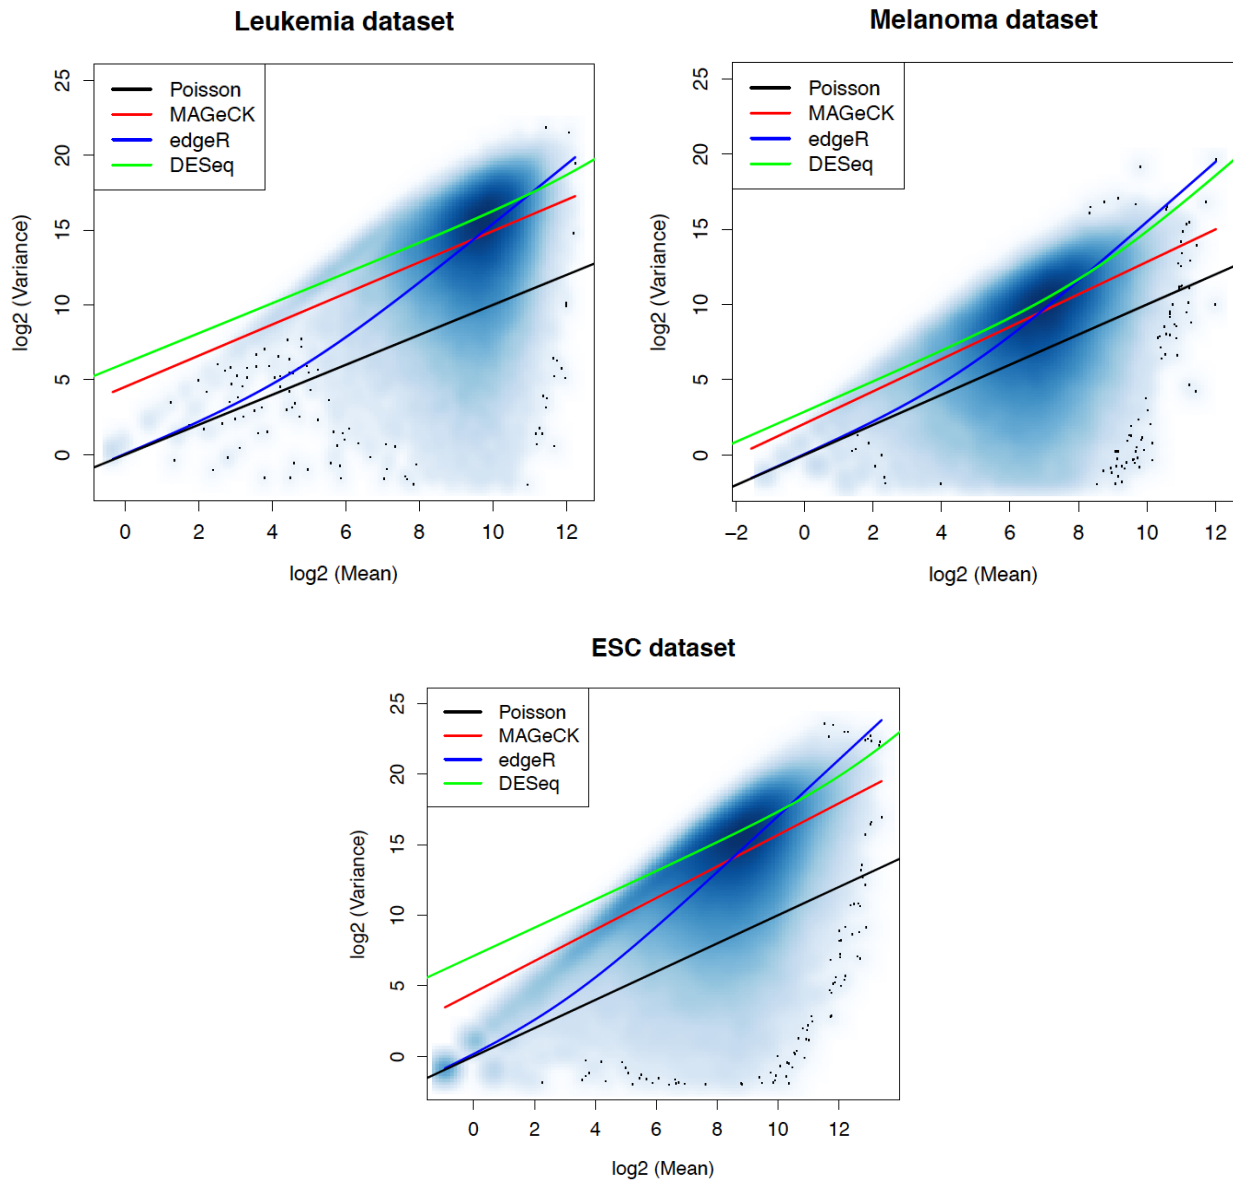 Leukemia dataset
Poisson
MAGeCK
edgeR
DESeq
log2 (Variance)
25
20
15
10
5
0
0 2 4 6 8 10 12
log2 (Mean)
Melanoma dataset
Poisson
MAGeCK
edgeR
DESeq
log2 (Variance)
25
20
15
10
5
0
−2 0 2 4 6 8 10 12
log2 (Mean)
ESC dataset
Poisson
MAGeCK
edgeR
DESeq
log2 (Variance)
25
20
15
10
5
0
0 2 4 6 8 10 12
log2 (Mean)